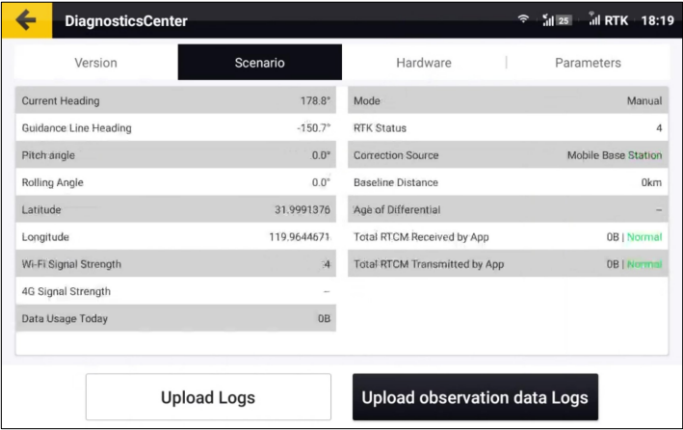 DiagnosticsCenter 25 RTK 18:19
Version Scenario Hardware Parameters
Current Heading 178.8°
Guidance Line Heading -150.7°
Pitch angle 0.0°
Rolling Angle 0.0°
Latitude 31.9991376
Longitude 119.9644671
Wi-Fi Signal Strength 4
4G Signal Strength –
Data Usage Today 0B
Mode Manual
RTK Status 4
Correction Source Mobile Base Station
Baseline Distance 0km
Age of Differential –
Total RTCM Received by App 0B | Normal
Total RTCM Transmitted by App 0B | Normal
Upload Logs Upload observation data Logs